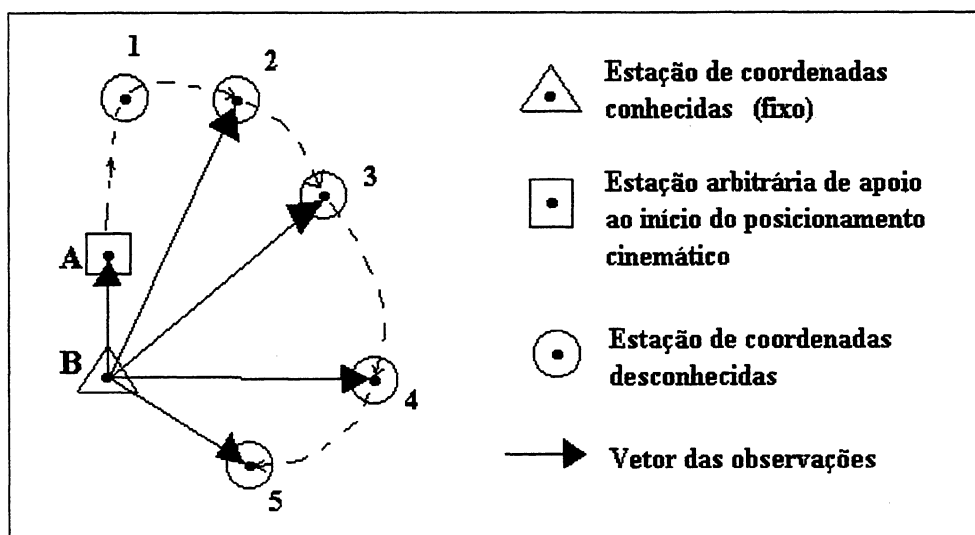 1
2
3
A
B
4
5
Estação de coordenadas
conhecidas (fixo)
Estação arbitrária de apoio
ao início do posicionamento
cinemático
Estação de coordenadas
desconhecidas
Vetor das observações